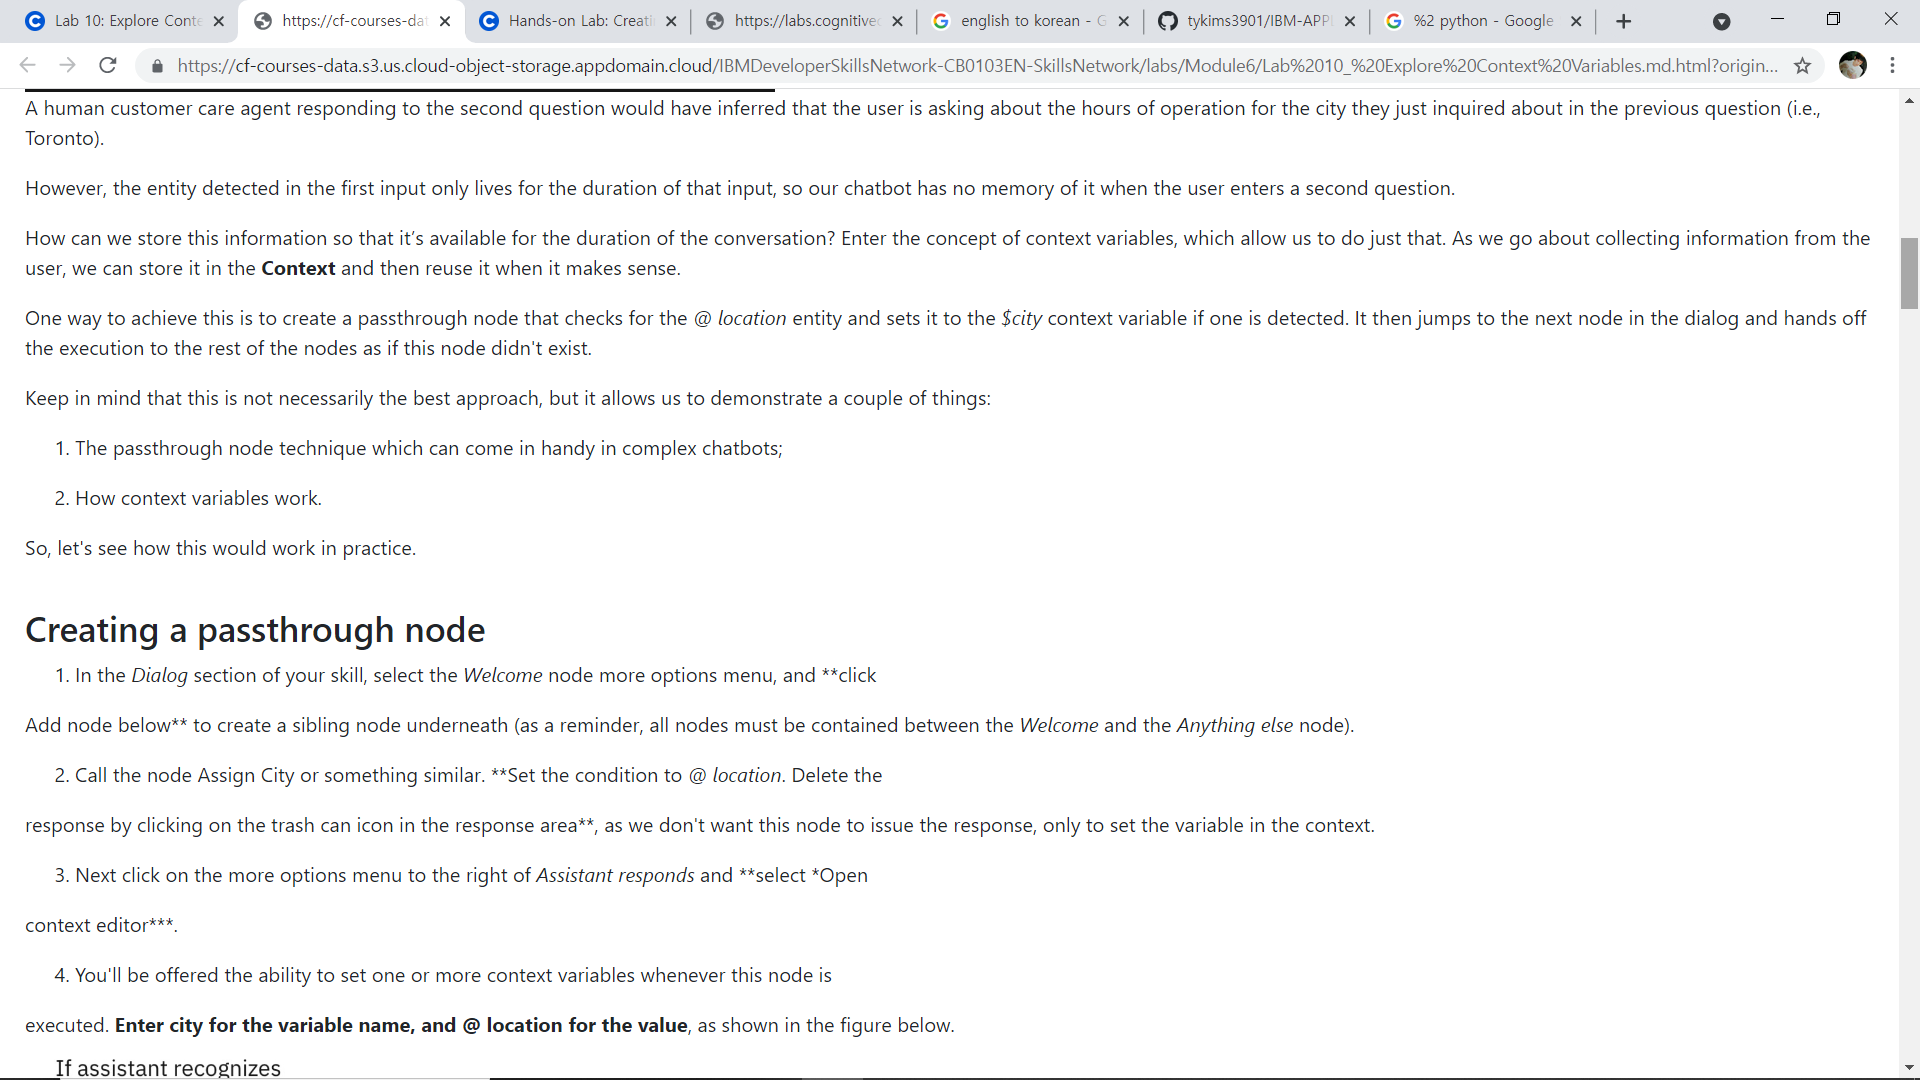 Lab 10: Explore Conte
https://cf-courses-dat
Hands-on Lab: Creati
https://labs.cognitivec
english to korean - G
tykims3901/IBM-APPL
%2 python - Google
https://cf-courses-data.s3.us.cloud-object-storage.appdomain.cloud/IBMDeveloperSkillsNetwork-CB0103EN-SkillsNetwork/labs/Module6/Lab%2010_%20Explore%20Context%20Variables.md.html?origin...
A human customer care agent responding to the second question would have inferred that the user is asking about the hours of operation for the city they just inquired about in the previous question (i.e.,
Toronto).
However, the entity detected in the first input only lives for the duration of that input, so our chatbot has no memory of it when the user enters a second question.
How can we store this information so that it’s available for the duration of the conversation? Enter the concept of context variables, which allow us to do just that. As we go about collecting information from the
user, we can store it in the Context and then reuse it when it makes sense.
One way to achieve this is to create a passthrough node that checks for the @ location entity and sets it to the $city context variable if one is detected. It then jumps to the next node in the dialog and hands off
the execution to the rest of the nodes as if this node didn't exist.
Keep in mind that this is not necessarily the best approach, but it allows us to demonstrate a couple of things:
1. The passthrough node technique which can come in handy in complex chatbots;
2. How context variables work.
So, let's see how this would work in practice.
Creating a passthrough node
1. In the Dialog section of your skill, select the Welcome node more options menu, and **click
Add node below** to create a sibling node underneath (as a reminder, all nodes must be contained between the Welcome and the Anything else node).
2. Call the node Assign City or something similar. **Set the condition to @ location. Delete the
response by clicking on the trash can icon in the response area**, as we don't want this node to issue the response, only to set the variable in the context.
3. Next click on the more options menu to the right of Assistant responds and **select *Open
context editor***.
4. You'll be offered the ability to set one or more context variables whenever this node is
executed. Enter city for the variable name, and @ location for the value, as shown in the figure below.
If assistant recognizes